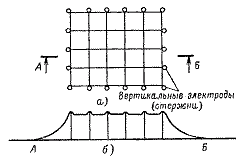 А
Б
а)
Вертикальные электроды
(стержни)
А
б)
Б